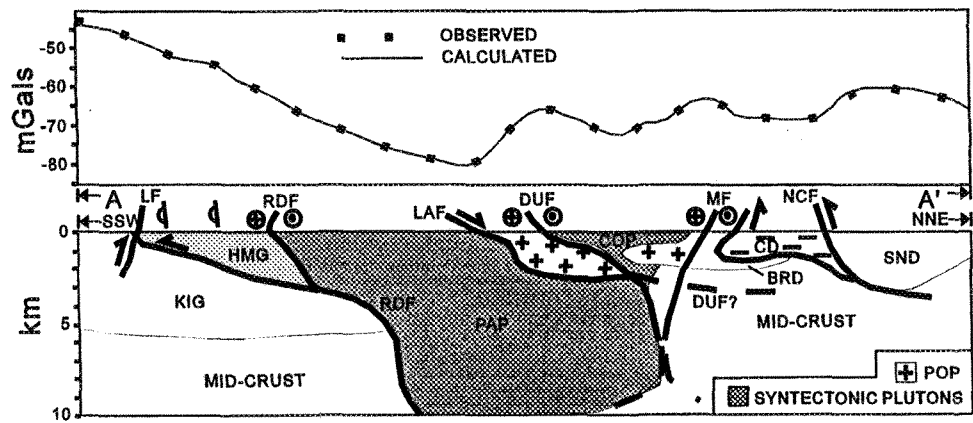 mGals
-50
-60
-70
-80
OBSERVED
CALCULATED
A LF RDF LAF DUF MF NCF A'
SSW NNE
km
0
5
10
HMG
KIG
MID-CRUST
RDF
PAP
COP
CD
BRD
DUF?
SND
MID-CRUST
POP
SYNTECTONIC PLUTONS